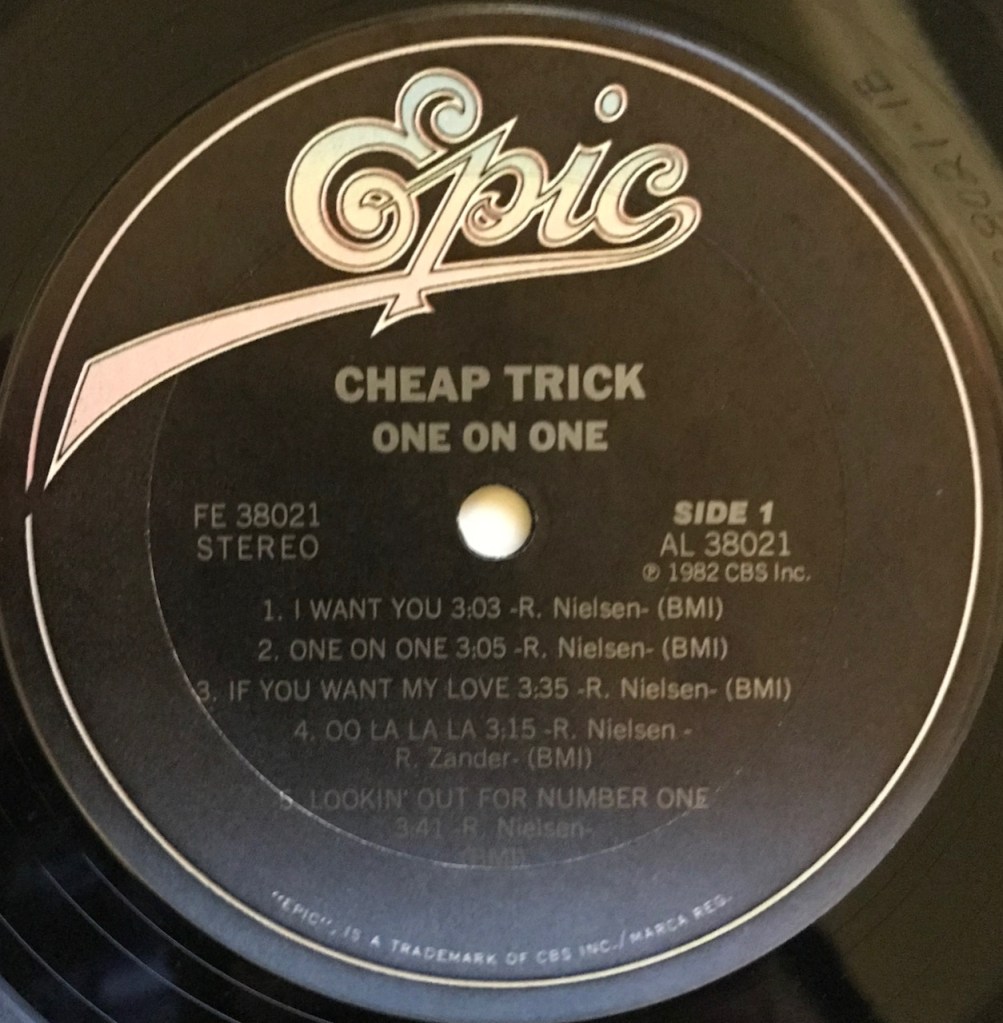 Epic
CHEAP TRICK
ONE ON ONE
FE 38021
STEREO
SIDE 1
AL 38021
℗ 1982 CBS Inc.
1. I WANT YOU 3:03 -R. Nielsen- (BMI)
2. ONE ON ONE 3:05 -R. Nielsen- (BMI)
3. IF YOU WANT MY LOVE 3:35 -R. Nielsen- (BMI)
4. OO LA LA LA 3:15 -R. Nielsen -
R. Zander- (BMI)
5. LOOKIN' OUT FOR NUMBER ONE
3:41 -R. Nielsen-
(BMI)
"EPIC", IS A TRADEMARK OF CBS INC./MARCA REG.